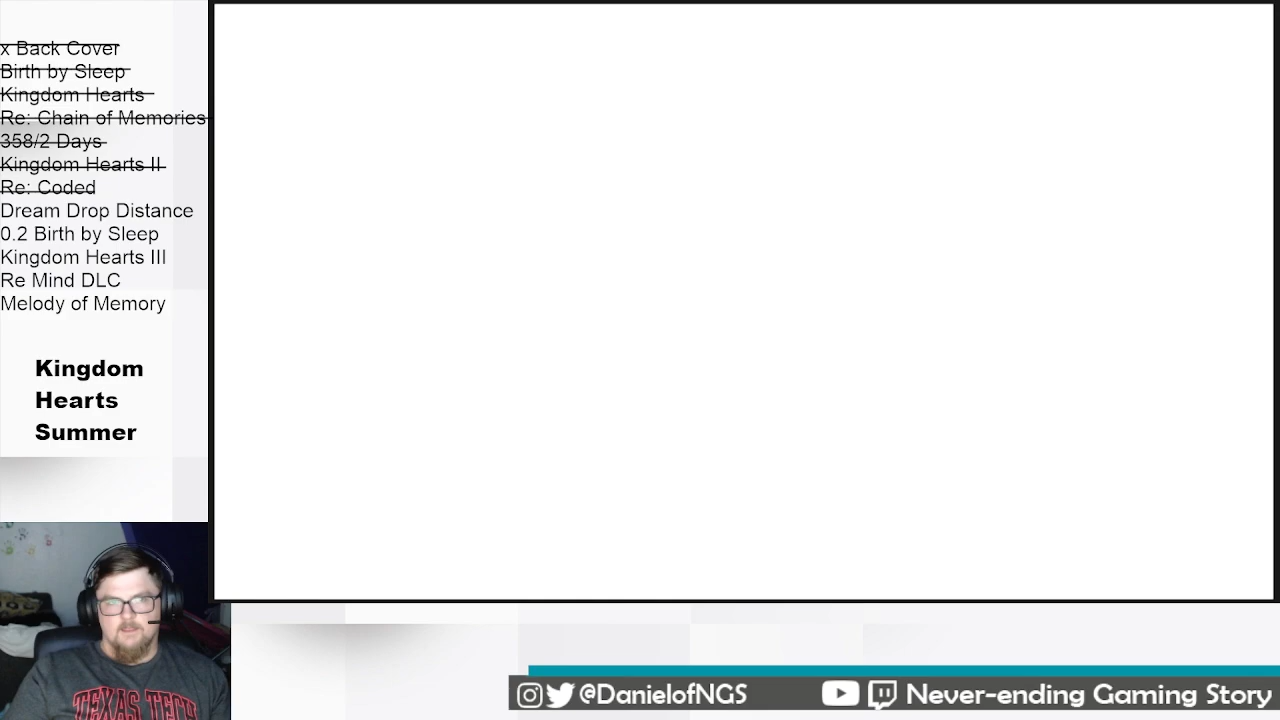 x Back Cover
Birth by Sleep
Kingdom Hearts
Re: Chain of Memories
358/2 Days
Kingdom Hearts II
Re: Coded
Dream Drop Distance
0.2 Birth by Sleep
Kingdom Hearts III
Re Mind DLC
Melody of Memory
Kingdom
Hearts
Summer
TEXAS TECH
@DanielofNGS
Never-ending Gaming Story